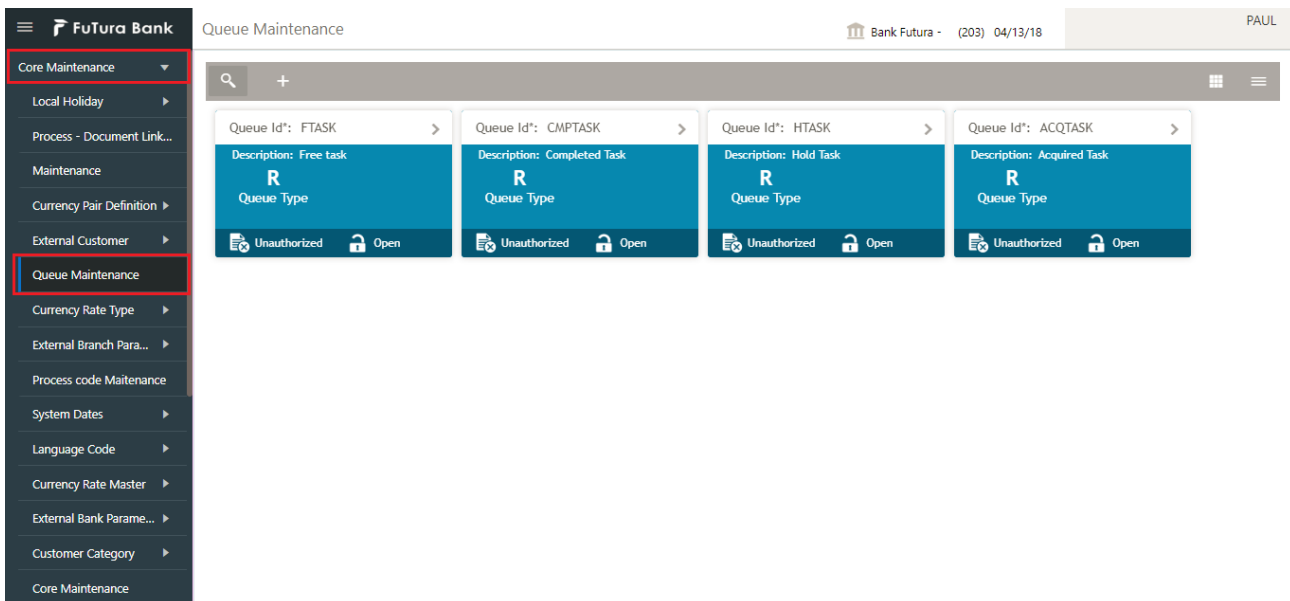 FuTura Bank
Queue Maintenance
Bank Futura - (203) 04/13/18
PAUL
Core Maintenance
Local Holiday
Process - Document Link...
Maintenance
Currency Pair Definition
External Customer
Queue Maintenance
Currency Rate Type
External Branch Para...
Process code Maitenance
System Dates
Language Code
Currency Rate Master
External Bank Parame...
Customer Category
Core Maintenance
Queue Id*: FTASK
Description: Free task
R
Queue Type
Unauthorized Open
Queue Id*: CMPTASK
Description: Completed Task
R
Queue Type
Unauthorized Open
Queue Id*: HTASK
Description: Hold Task
R
Queue Type
Unauthorized Open
Queue Id*: ACQTASK
Description: Acquired Task
R
Queue Type
Unauthorized Open